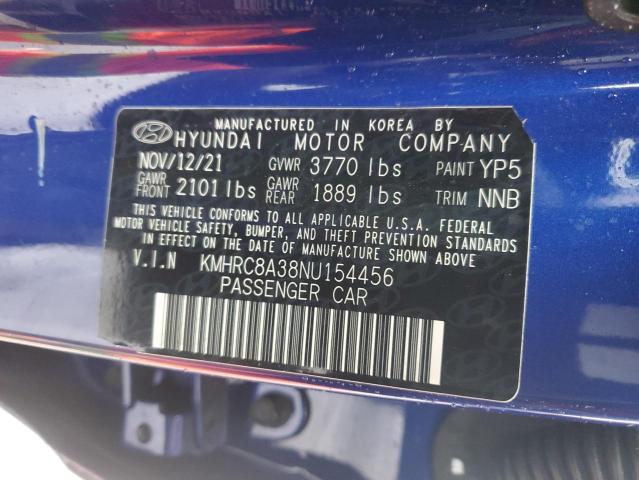 MANUFACTURED IN KOREA BY
HYUNDAI MOTOR COMPANY
NOV/12/21 GVWR 3770 lbs PAINT YP5
GAWR FRONT 2101 lbs GAWR REAR 1889 lbs TRIM NNB
THIS VEHICLE CONFORMS TO ALL APPLICABLE U.S.A. FEDERAL
MOTOR VEHICLE SAFETY, BUMPER, AND THEFT PREVENTION STANDARDS
IN EFFECT ON THE DATE OF MANUFACTURE SHOWN ABOVE
V.I.N KMHRC8A38NU154456
PASSENGER CAR